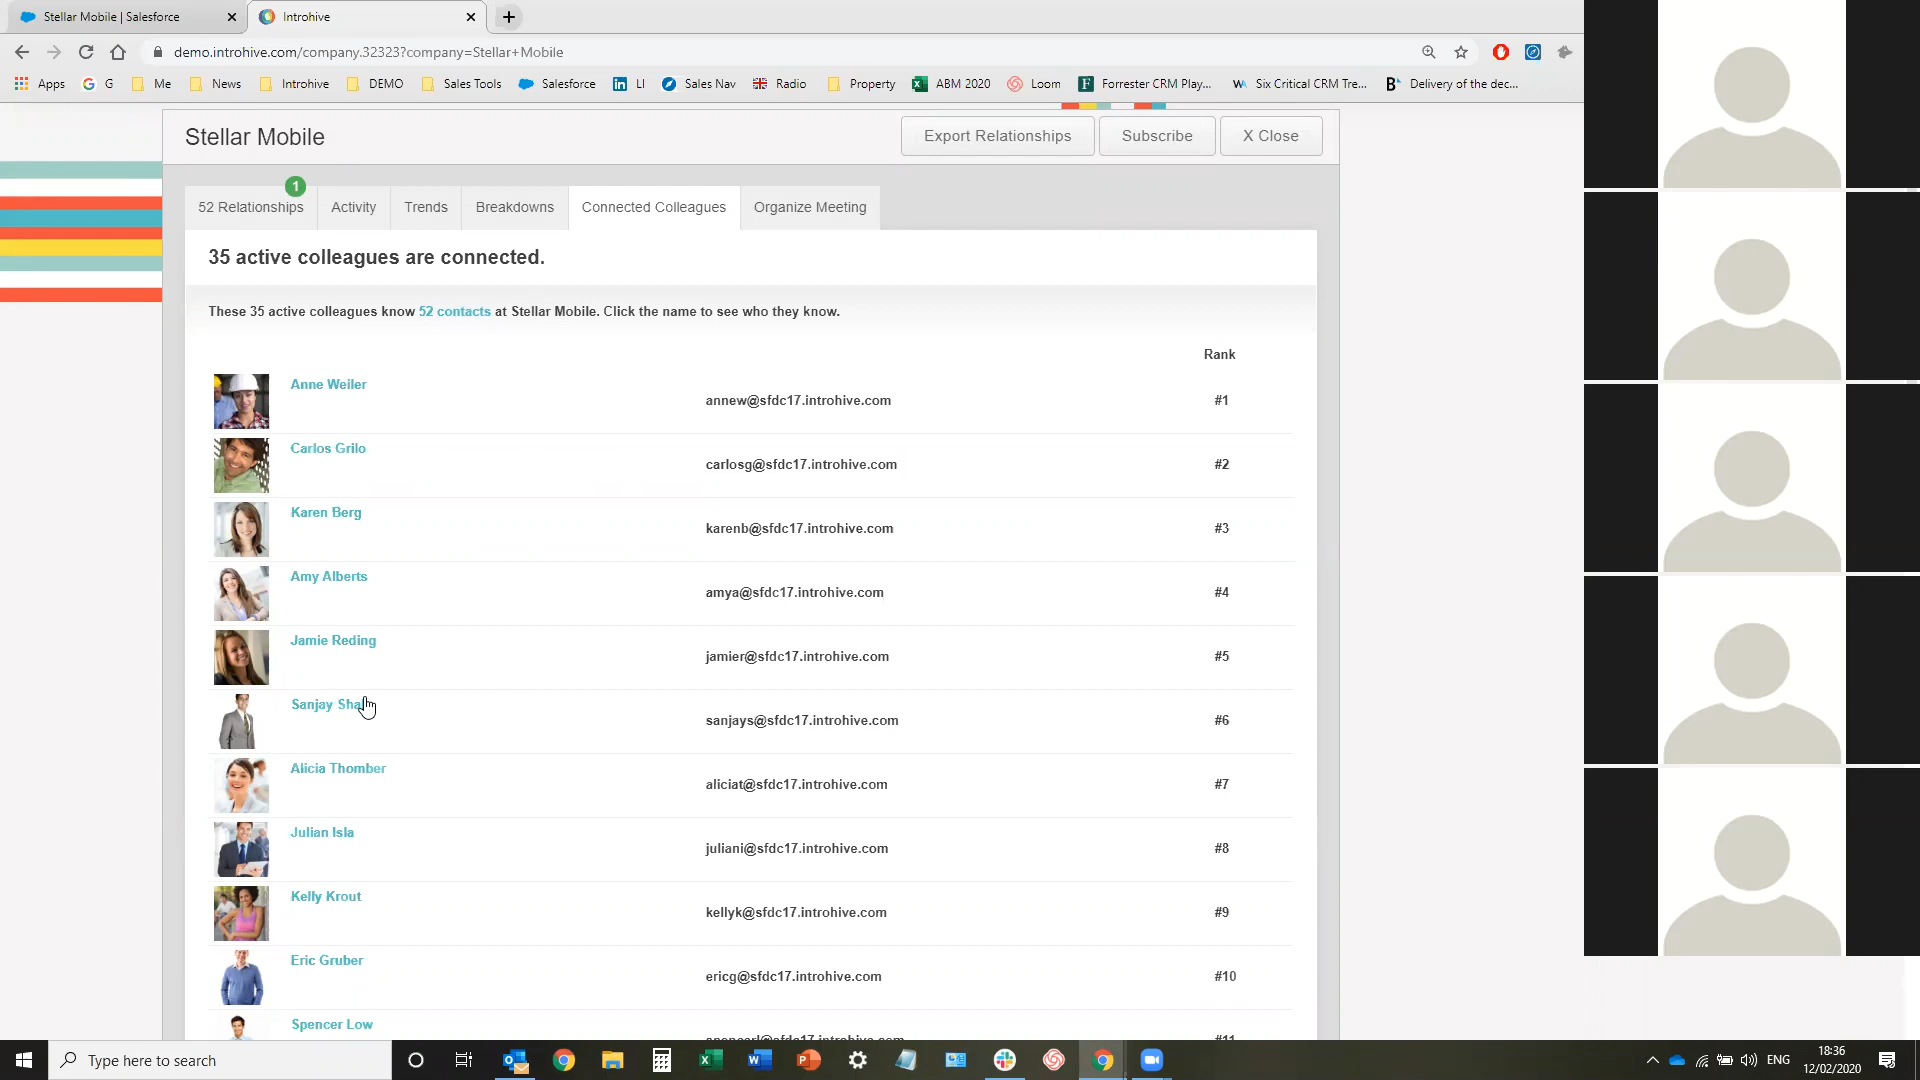 Stellar Mobile | Salesforce
Introhive
demo.introhive.com/company.32323?company=Stellar+Mobile
Apps G Me News Introhive DEMO Sales Tools Salesforce LI Sales Nav Radio Property ABM 2020 Loom Forrester CRM Play... Six Critical CRM Tre... Delivery of the dec...
Stellar Mobile
Export Relationships Subscribe X Close
1
52 Relationships Activity Trends Breakdowns Connected Colleagues Organize Meeting
35 active colleagues are connected.
These 35 active colleagues know 52 contacts at Stellar Mobile. Click the name to see who they know.
Rank
Anne Weiler
annew@sfdc17.introhive.com #1
Carlos Grilo
carlosg@sfdc17.introhive.com #2
Karen Berg
karenb@sfdc17.introhive.com #3
Amy Alberts
amya@sfdc17.introhive.com #4
Jamie Reding
jamier@sfdc17.introhive.com #5
Sanjay
sanjays@sfdc17.introhive.com #6
Alicia Thomber
aliciat@sfdc17.introhive.com #7
Julian Isla
juliani@sfdc17.introhive.com #8
Kelly Krout
kellyk@sfdc17.introhive.com #9
Eric Gruber
ericg@sfdc17.introhive.com #10
Spencer Low
#11
Type here to search
ENG
18:36
12/02/2020